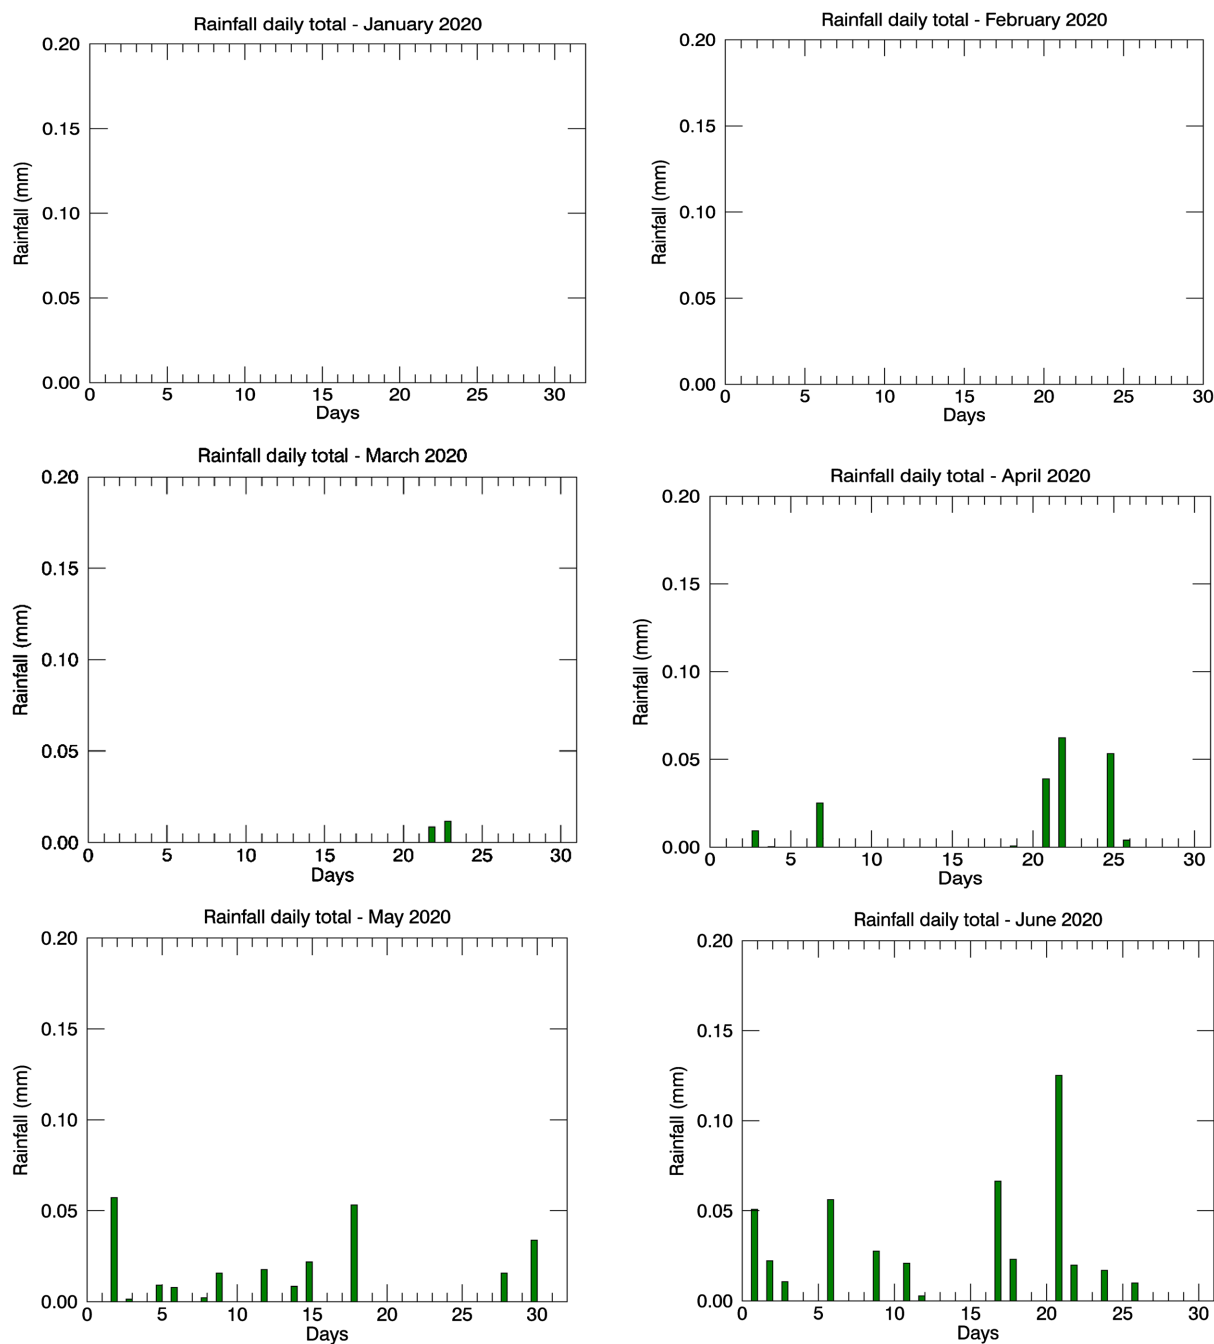 Rainfall daily total - January 2020
0.20
0.15
0.10
0.05
0.00
Rainfall (mm)
0 5 10 15 20 25 30
Days
Rainfall daily total - February 2020
0.20
0.15
0.10
0.05
0.00
Rainfall (mm)
0 5 10 15 20 25 30
Days
Rainfall daily total - March 2020
0.20
0.15
0.10
0.05
0.00
Rainfall (mm)
0 5 10 15 20 25 30
Days
Rainfall daily total - April 2020
0.20
0.15
0.10
0.05
0.00
Rainfall (mm)
0 5 10 15 20 25 30
Days
Rainfall daily total - May 2020
0.20
0.15
0.10
0.05
0.00
Rainfall (mm)
0 5 10 15 20 25 30
Days
Rainfall daily total - June 2020
0.20
0.15
0.10
0.05
0.00
Rainfall (mm)
0 5 10 15 20 25 30
Days